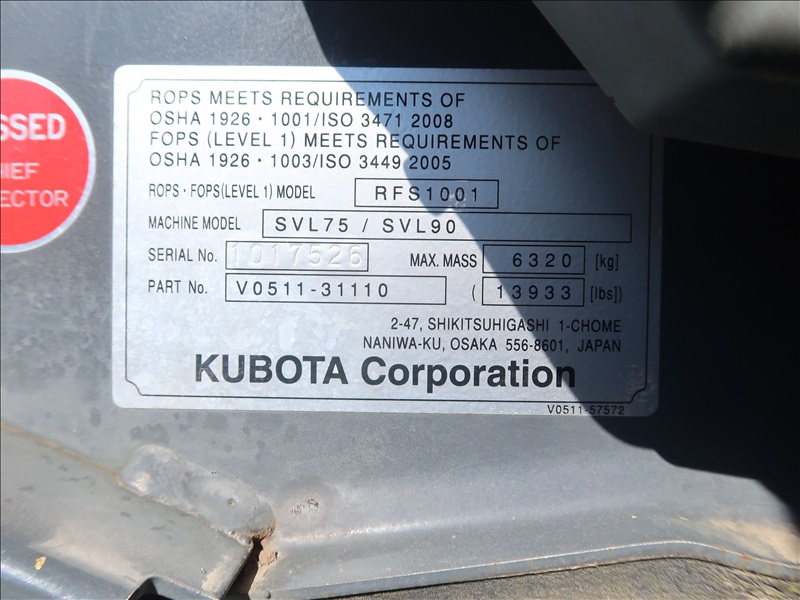 SSED
IEF
ECTOR
ROPS MEETS REQUIREMENTS OF
OSHA 1926・1001/ISO 3471 2008
FOPS (LEVEL 1) MEETS REQUIREMENTS OF
OSHA 1926・1003/ISO 3449 2005
ROPS・FOPS(LEVEL 1) MODEL RFS1001
MACHINE MODEL SVL75 / SVL90
SERIAL No. 1017526 MAX. MASS 6320 [kg]
PART No. V0511-31110 ( 13933 [lbs])
2-47, SHIKITSUHIGASHI 1-CHOME
NANIWA-KU, OSAKA 556-8601, JAPAN
KUBOTA Corporation
V0511-57572